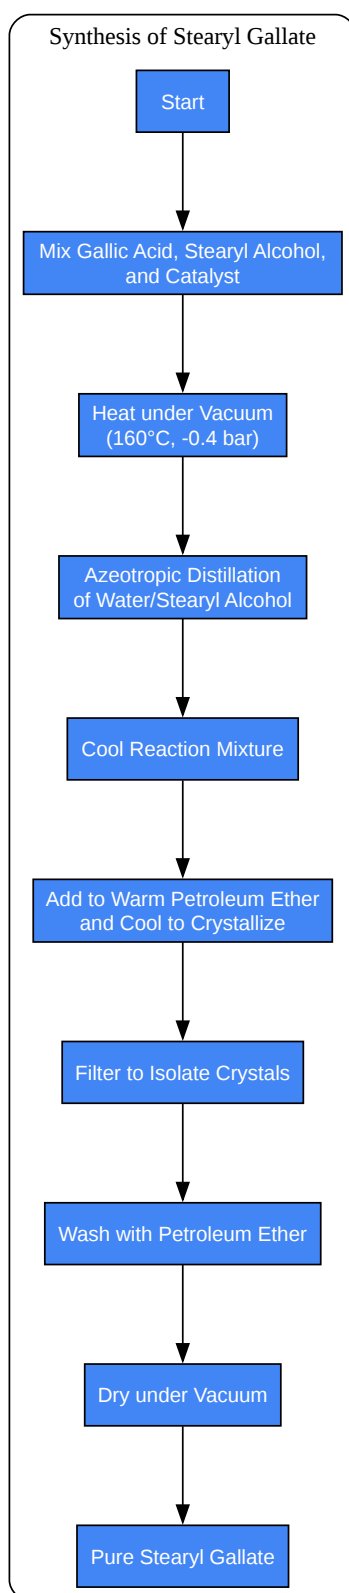 Synthesis of Stearyl Gallate
Start
Mix Gallic Acid, Stearyl Alcohol,
and Catalyst
Heat under Vacuum
(160°C, -0.4 bar)
Azeotropic Distillation
of Water/Stearyl Alcohol
Cool Reaction Mixture
Add to Warm Petroleum Ether
and Cool to Crystallize
Filter to Isolate Crystals
Wash with Petroleum Ether
Dry under Vacuum
Pure Stearyl Gallate